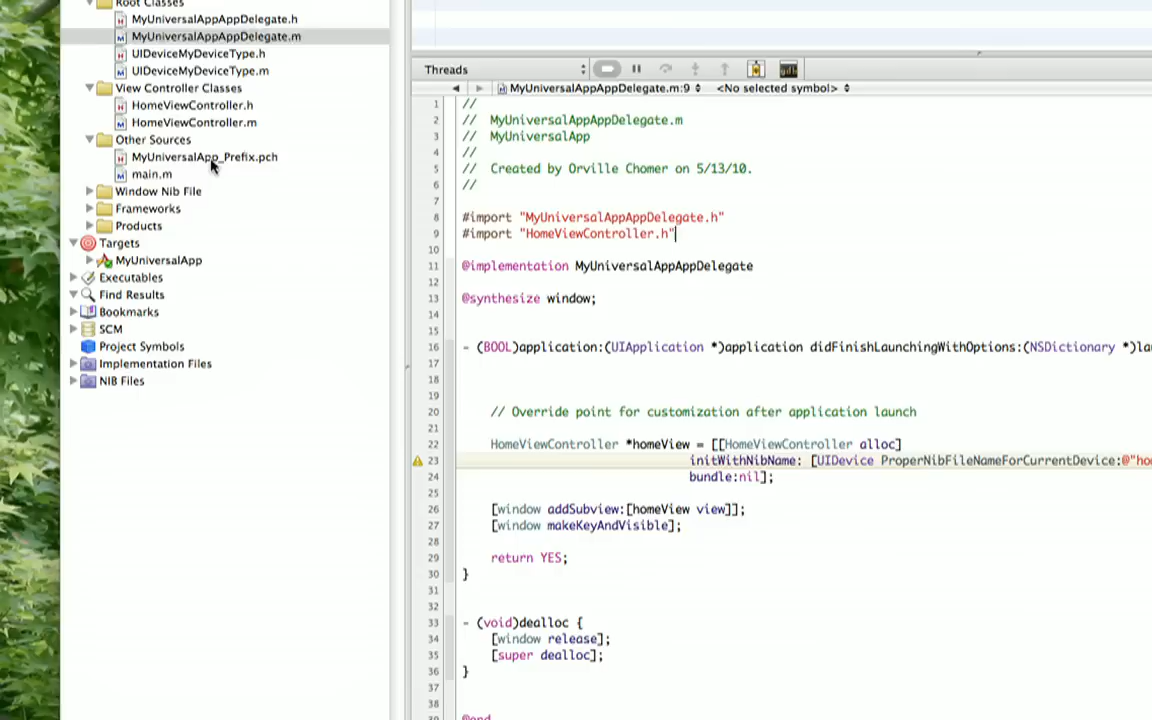 Root Classes
MyUniversalAppAppDelegate.h
MyUniversalAppAppDelegate.m
UIDeviceMyDeviceType.h
UIDeviceMyDeviceType.m
View Controller Classes
HomeViewController.h
HomeViewController.m
Other Sources
MyUniversalApp_Prefix.pch
main.m
Window Nib File
Frameworks
Products
Targets
MyUniversalApp
Executables
Find Results
Bookmarks
SCM
Project Symbols
Implementation Files
NIB Files
Threads
MyUniversalAppAppDelegate.m:9 <No selected symbol>
1 //
2 // MyUniversalAppAppDelegate.m
3 // MyUniversalApp
4 //
5 // Created by Orville Chomer on 5/13/10.
6 //
7
8 #import "MyUniversalAppAppDelegate.h"
9 #import "HomeViewController.h"
10
11 @implementation MyUniversalAppAppDelegate
12
13 @synthesize window;
14
15
16 - (BOOL)application:(UIApplication *)application didFinishLaunchingWithOptions:(NSDictionary *)la
17
18
19
20 // Override point for customization after application launch
21
22 HomeViewController *homeView = [[HomeViewController alloc]
23 initWithNibName: [UIDevice ProperNibFileNameForCurrentDevice:@"ho
24 bundle:nil];
25
26 [window addSubview:[homeView view]];
27 [window makeKeyAndVisible];
28
29 return YES;
30 }
31
32
33 - (void)dealloc {
34 [window release];
35 [super dealloc];
36 }
37
38
39 @end